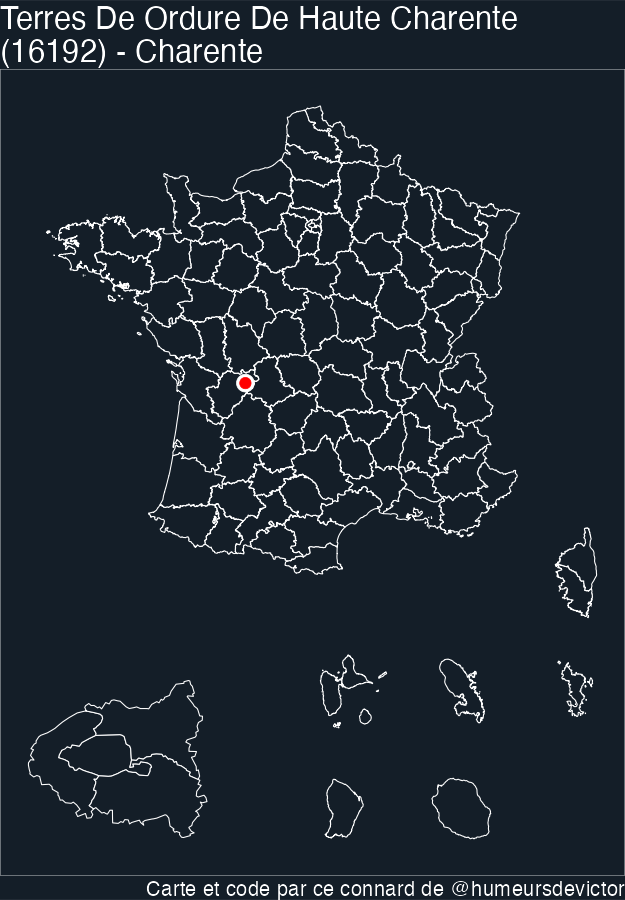 Terres De Ordure De Haute Charente
(16192) - Charente
Carte et code par ce connard de @humeursdevictor